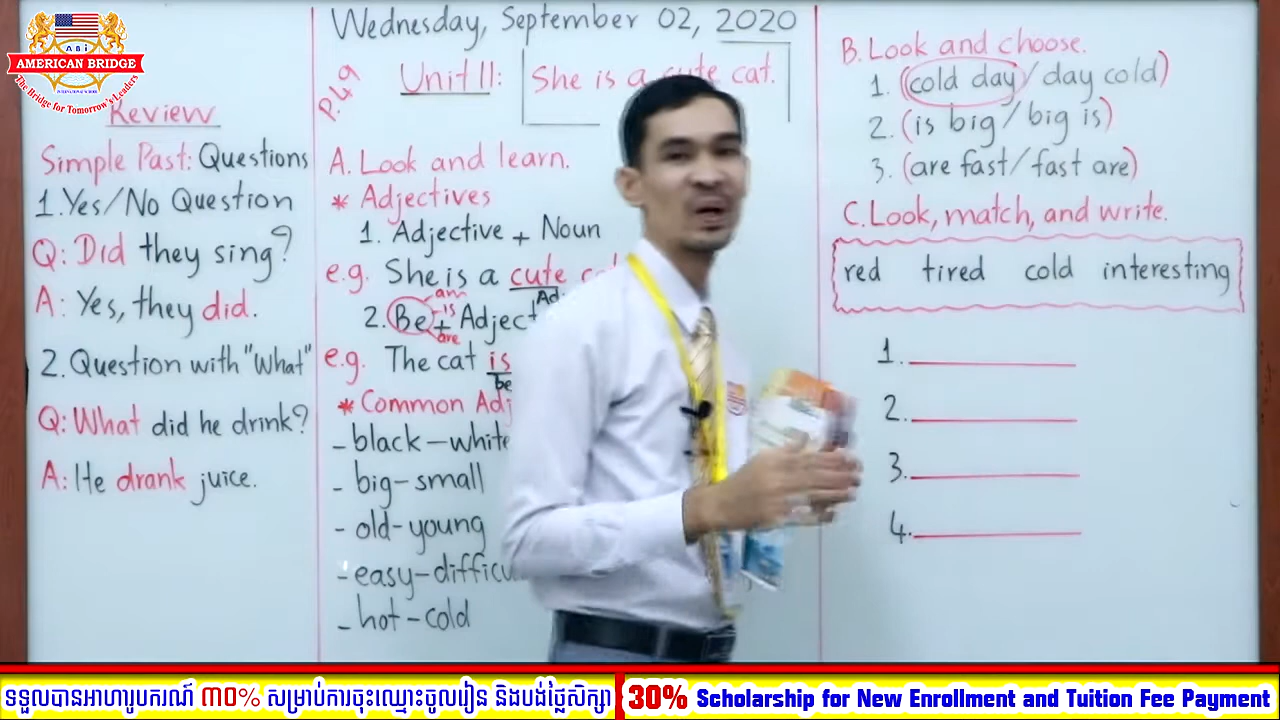 ABi
AMERICAN BRIDGE
INTERNATIONAL SCHOOL
The Bridge for Tomorrow's Leaders
Wednesday, September 02, 2020
P.49
Unit 11: She is a cute cat.
Review
Simple Past: Questions
1. Yes/No Question
Q: Did they sing?
A: Yes, they did.
2. Question with "What"
Q: What did he drink?
A: He drank juice.
A. Look and learn.
* Adjectives
1. Adjective + Noun
e.g. She is a cute
Ad
2. Be + Adject
am
is
are
e.g. The cat is
be
* Common Adj
- black-white
- big-small
- old-young
- easy-difficu
- hot-cold
B. Look and choose.
1. (cold day/day cold)
2. (is big/big is)
3. (are fast/fast are)
C. Look, match, and write.
red tired cold interesting
1.
2.
3.
4.
ទទួលបានអាហារូបករណ៍ ៣០% សម្រាប់ការចុះឈ្មោះចូលរៀន និងបង់ថ្លៃសិក្សា
30% Scholarship for New Enrollment and Tuition Fee Payment